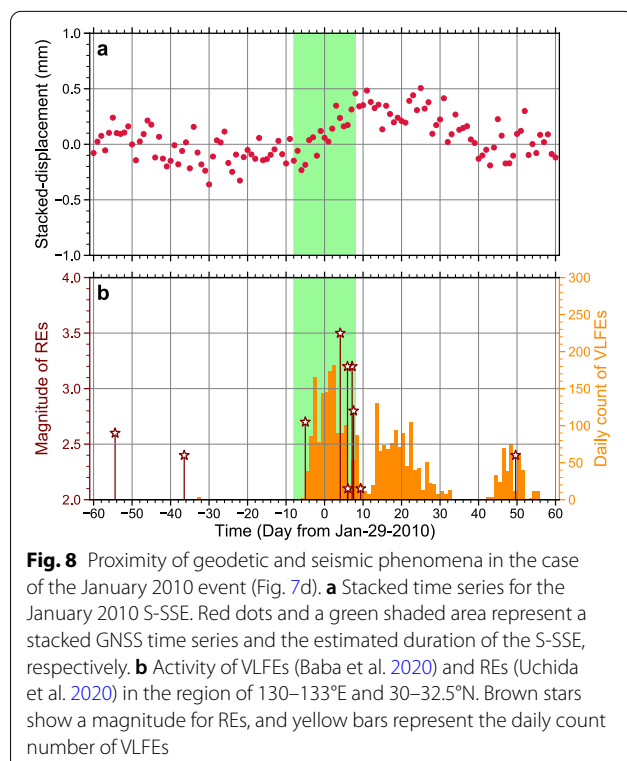 a
Stacked-displacement (mm)
1.0
0.5
0.0
−0.5
−1.0
b
Magnitude of REs
4.0
3.5
3.0
2.5
2.0
300
250
200
150
100
50
0
Daily count of VLFEs
−60 −50 −40 −30 −20 −10 0 10 20 30 40 50 60
Time (Day from Jan-29-2010)
Fig. 8 Proximity of geodetic and seismic phenomena in the case
of the January 2010 event (Fig. 7d). a Stacked time series for the
January 2010 S-SSE. Red dots and a green shaded area represent a
stacked GNSS time series and the estimated duration of the S-SSE,
respectively. b Activity of VLFEs (Baba et al. 2020) and REs (Uchida
et al. 2020) in the region of 130–133°E and 30–32.5°N. Brown stars
show a magnitude for REs, and yellow bars represent the daily count
number of VLFEs